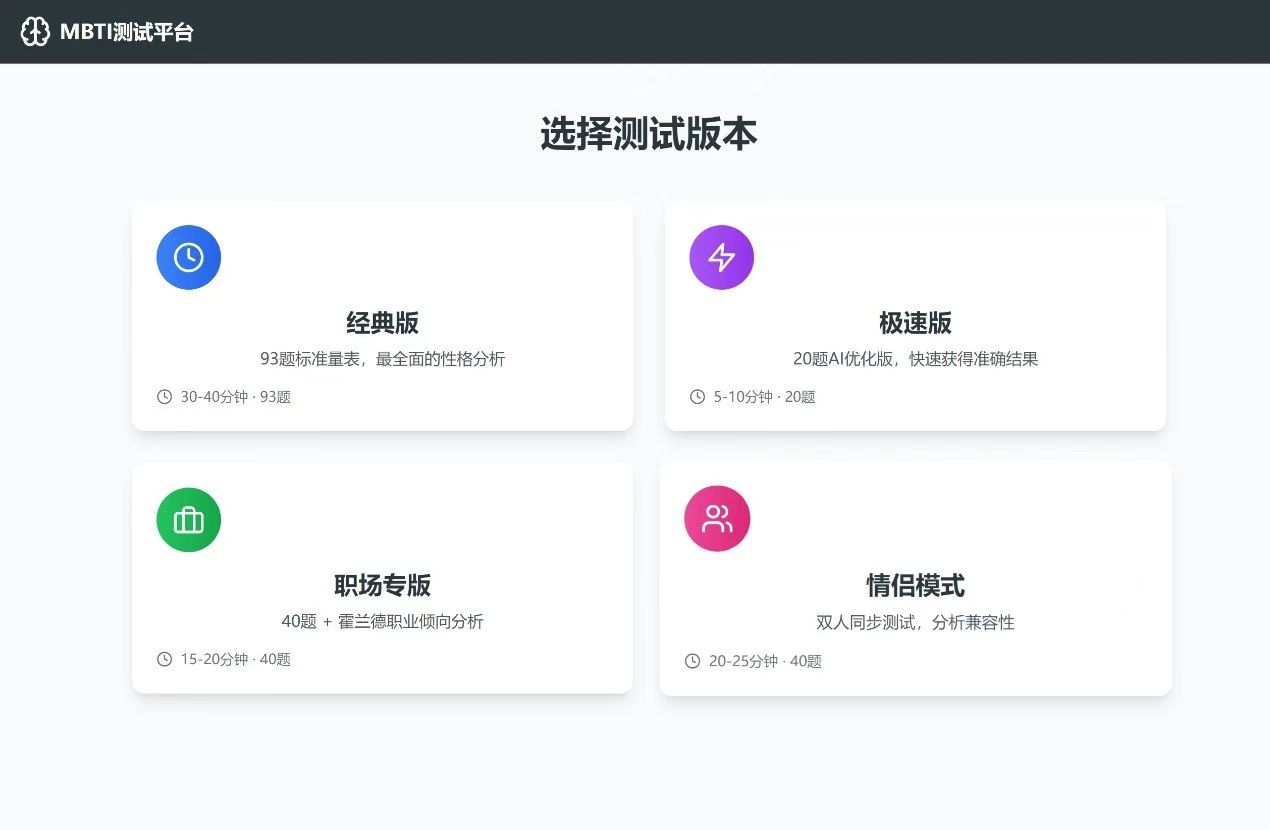 MBTI测试平台
选择测试版本
经典版
93题标准量表，最全面的性格分析
30-40分钟 · 93题
极速版
20题AI优化版，快速获得准确结果
5-10分钟 · 20题
职场专版
40题 + 霍兰德职业倾向分析
15-20分钟 · 40题
情侣模式
双人同步测试，分析兼容性
20-25分钟 · 40题